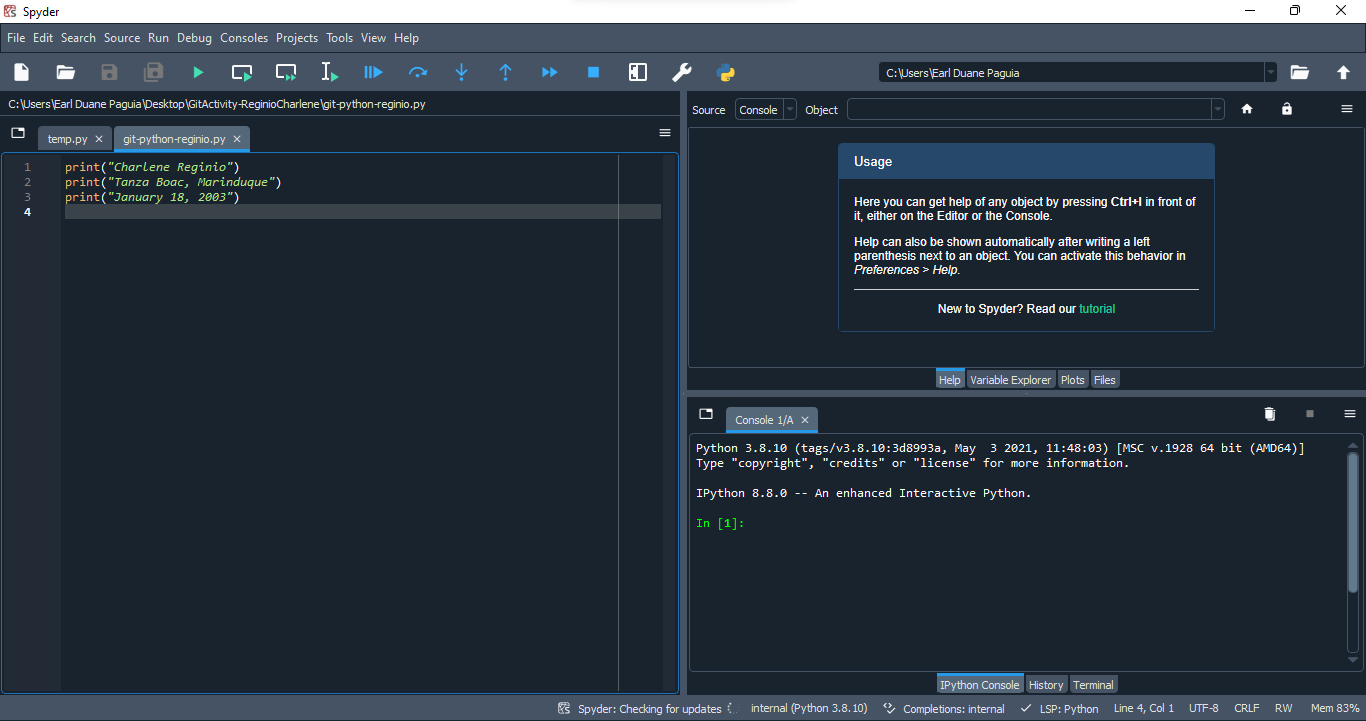 Spyder
File Edit Search Source Run Debug Consoles Projects Tools View Help
C:\Users\Earl Duane Paguia
C:\Users\Earl Duane Paguia\Desktop\GitActivity-ReginioCharlene\git-python-reginio.py
temp.py
git-python-reginio.py
1 print("Charlene Reginio")
2 print("Tanza Boac, Marinduque")
3 print("January 18, 2003")
4
Source Console Object
Usage
Here you can get help of any object by pressing Ctrl+I in front of
it, either on the Editor or the Console.
Help can also be shown automatically after writing a left
parenthesis next to an object. You can activate this behavior in
Preferences > Help.
New to Spyder? Read our tutorial
Help Variable Explorer Plots Files
Console 1/A
Python 3.8.10 (tags/v3.8.10:3d8993a, May  3 2021, 11:48:03) [MSC v.1928 64 bit (AMD64)]
Type "copyright", "credits" or "license" for more information.
IPython 8.8.0 -- An enhanced Interactive Python.
In [1]:
IPython Console History Terminal
Spyder: Checking for updates internal (Python 3.8.10) Completions: internal LSP: Python Line 4, Col 1 UTF-8 CRLF RW Mem 83%